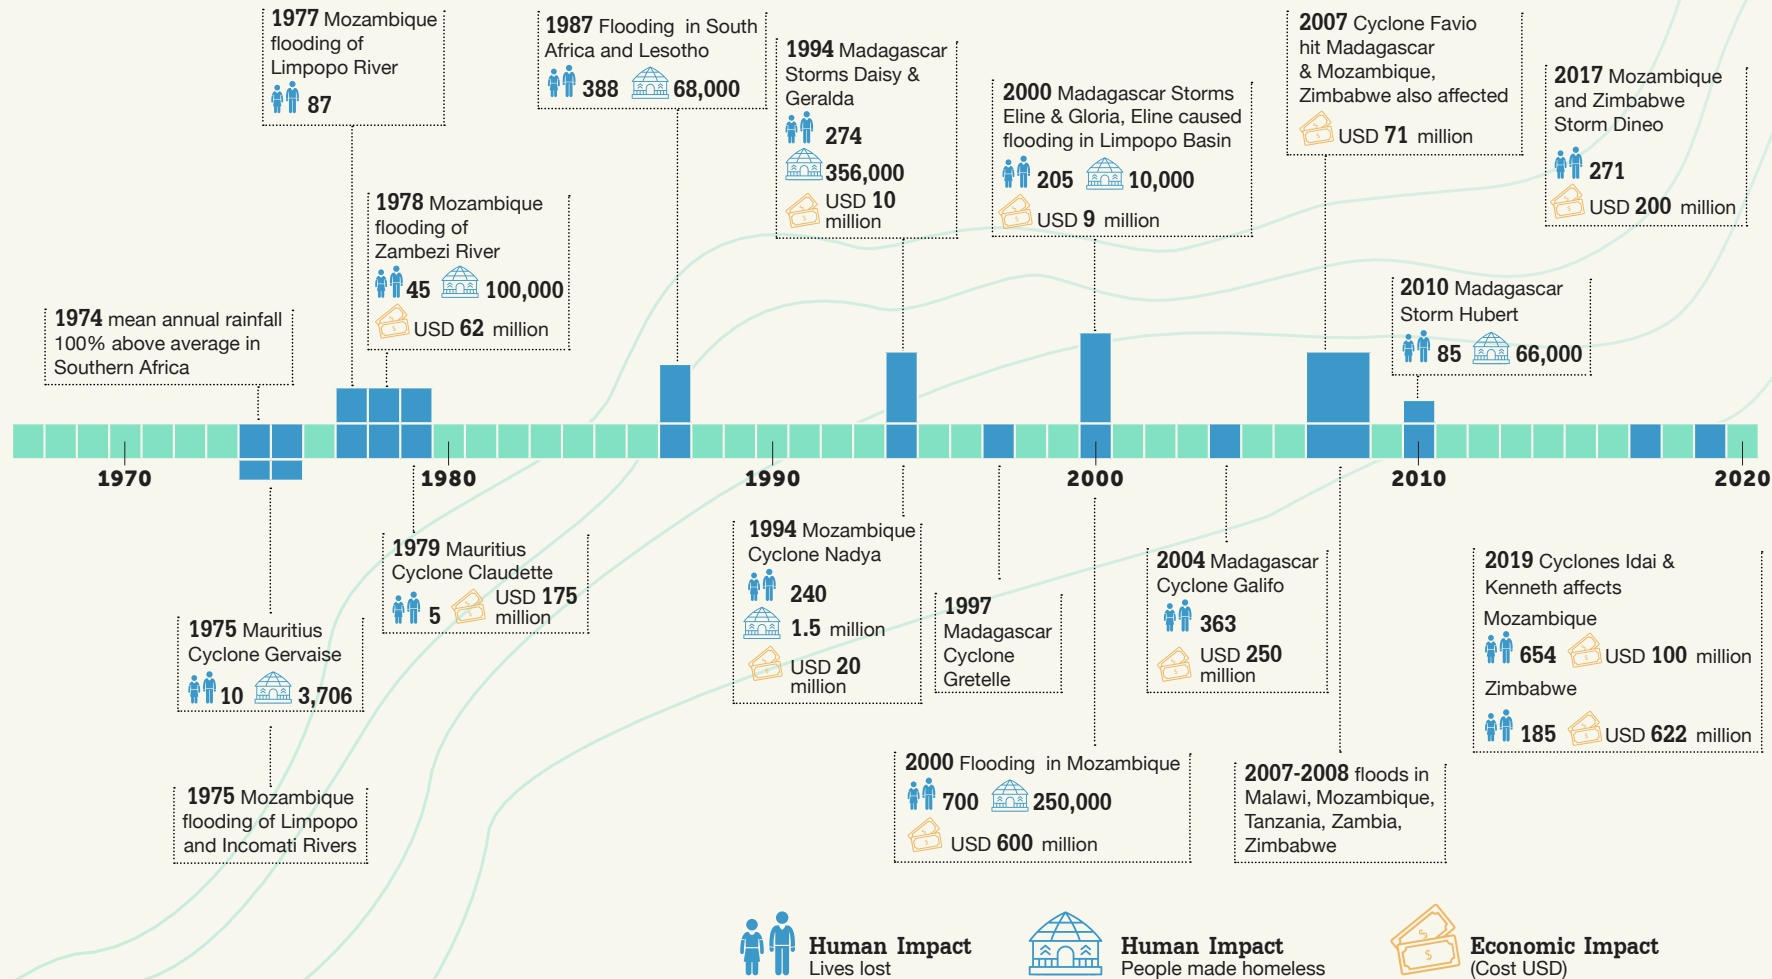 1977 Mozambique
flooding of
Limpopo River
87
1987 Flooding in South
Africa and Lesotho
388 68,000
1994 Madagascar
Storms Daisy &
Geralda
274
356,000
USD 10
million
2000 Madagascar Storms
Eline & Gloria, Eline caused
flooding in Limpopo Basin
205 10,000
USD 9 million
2007 Cyclone Favio
hit Madagascar
& Mozambique,
Zimbabwe also affected
USD 71 million
2017 Mozambique
and Zimbabwe
Storm Dineo
271
USD 200 million
1978 Mozambique
flooding of
Zambezi River
45 100,000
USD 62 million
1974 mean annual rainfall
100% above average in
Southern Africa
2010 Madagascar
Storm Hubert
85 66,000
1970 1980 1990 2000 2010 2020
1975 Mauritius
Cyclone Gervaise
10 3,706
1975 Mozambique
flooding of Limpopo
and Incomati Rivers
1979 Mauritius
Cyclone Claudette
5 USD 175
million
1994 Mozambique
Cyclone Nadya
240
1.5 million
USD 20
million
1997
Madagascar
Cyclone
Gretelle
2000 Flooding in Mozambique
700 250,000
USD 600 million
2004 Madagascar
Cyclone Galifo
363
USD 250
million
2007-2008 floods in
Malawi, Mozambique,
Tanzania, Zambia,
Zimbabwe
2019 Cyclones Idai &
Kenneth affects
Mozambique
654 USD 100 million
Zimbabwe
185 USD 622 million
Human Impact
Lives lost
Human Impact
People made homeless
Economic Impact
(Cost USD)